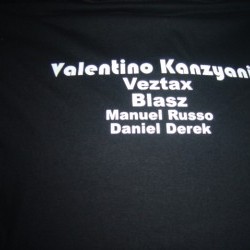 Valentino Kanzyani
Veztax
Blasz
Manuel Russo
Daniel Derek